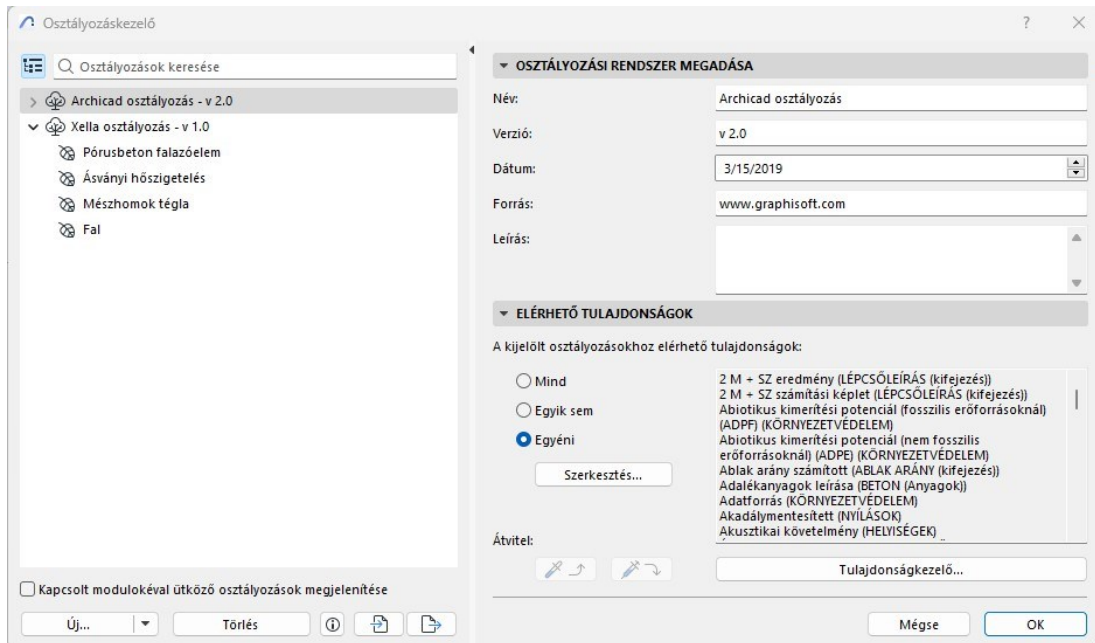 Osztályozáskezelő
Osztályozások keresése
Archicad osztályozás - v 2.0
Xella osztályozás - v 1.0
Pórusbeton falazóelem
Ásványi hőszigetelés
Mészhomok tégla
Fal
Kapcsolt modulokéval ütköző osztályozások megjelenítése
Új...
Törlés
OSZTÁLYOZÁSI RENDSZER MEGADÁSA
Név:
Archicad osztályozás
Verzió:
v 2.0
Dátum:
3/15/2019
Forrás:
www.graphisoft.com
Leírás:
ELÉRHETŐ TULAJDONSÁGOK
A kijelölt osztályozásokhoz elérhető tulajdonságok:
Mind
Egyik sem
Egyéni
Szerkesztés...
2 M + SZ eredmény (LÉPCSŐLEÍRÁS (kifejezés))
2 M + SZ számítási képlet (LÉPCSŐLEÍRÁS (kifejezés))
Abiotikus kimerítési potenciál (fosszilis erőforrásoknál)
(ADPF) (KÖRNYEZETVÉDELEM)
Abiotikus kimerítési potenciál (nem fosszilis
erőforrásoknál) (ADPE) (KÖRNYEZETVÉDELEM)
Ablak arány számított (ABLAK ARÁNY (kifejezés))
Adalékanyagok leírása (BETON (Anyagok))
Adatforrás (KÖRNYEZETVÉDELEM)
Akadálymentesített (NYÍLÁSOK)
Akusztikai követelmény (HELYISÉGEK)
Átvitel:
Tulajdonságkezelő...
Mégse
OK